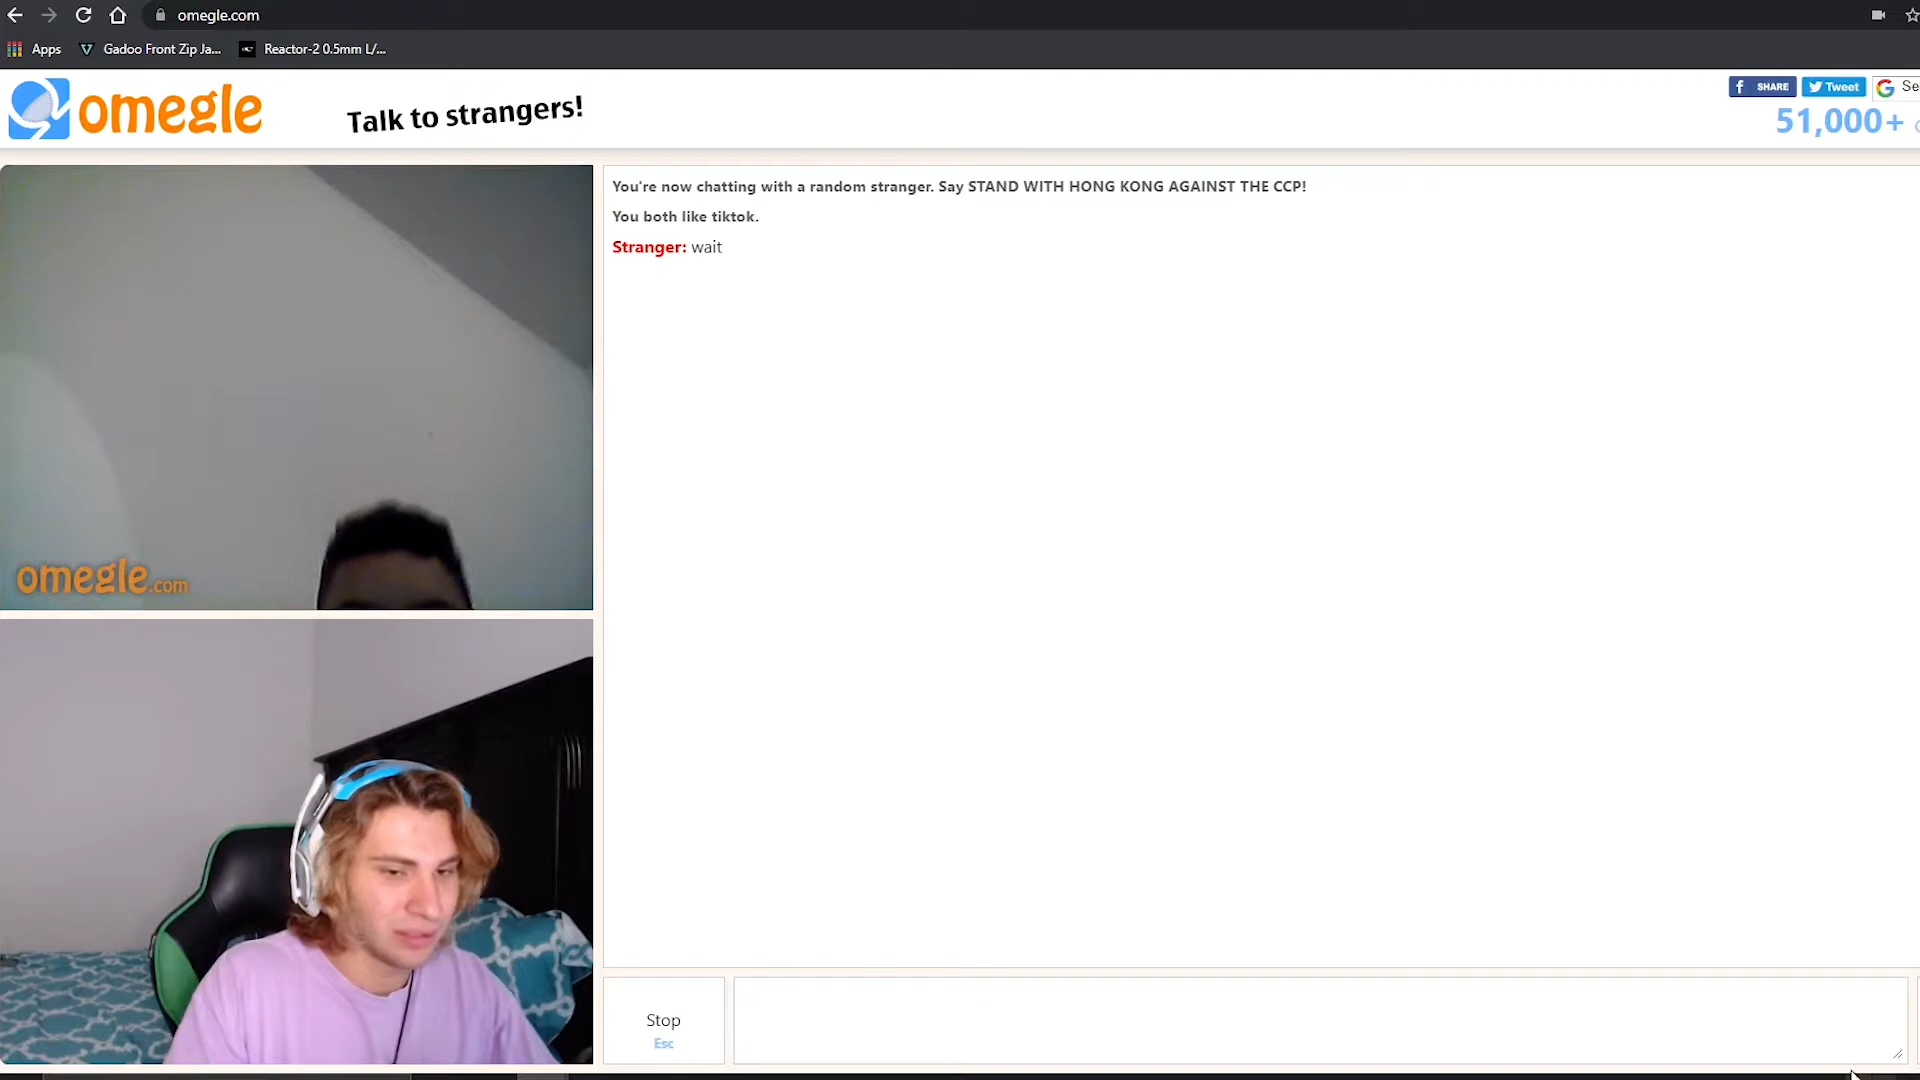 omegle.com
Apps
Gadoo Front Zip Ja...
Reactor-2 0.5mm L/...
omegle
Talk to strangers!
SHARE
Tweet
Se
51,000+
You're now chatting with a random stranger. Say STAND WITH HONG KONG AGAINST THE CCP!
You both like tiktok.
Stranger: wait
omegle.com
Stop
Esc